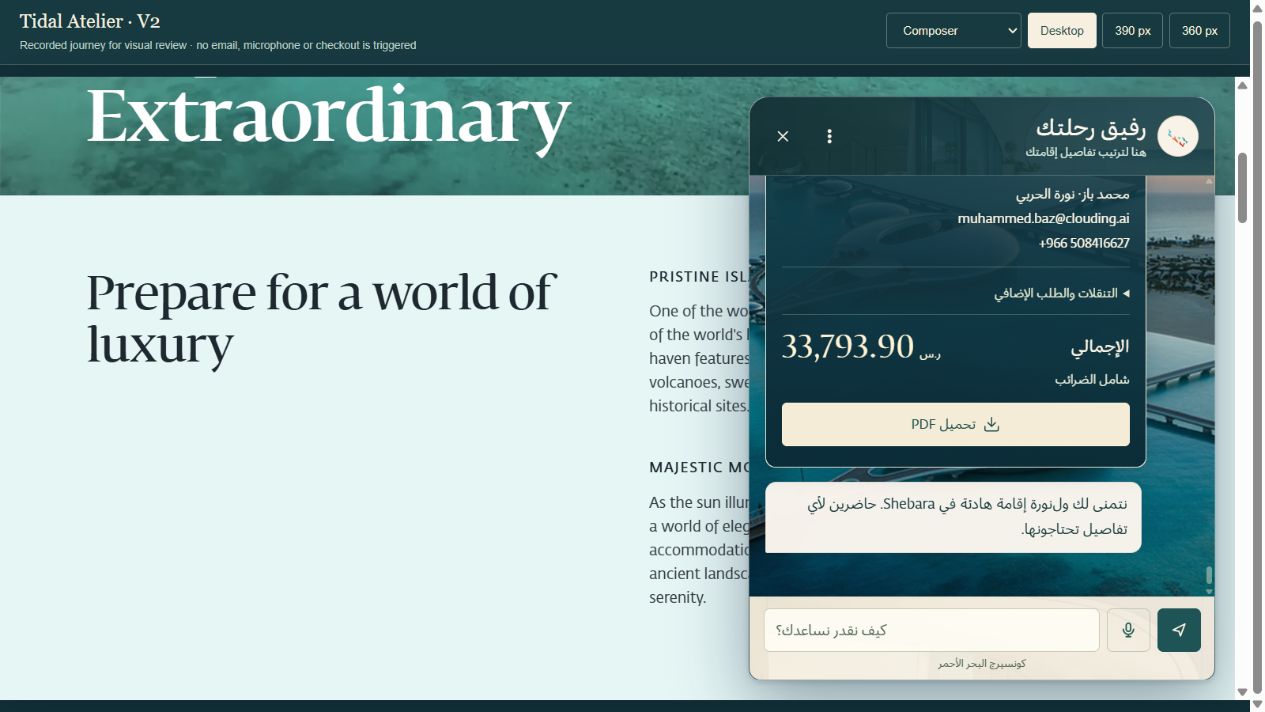 Tidal Atelier · V2
Recorded journey for visual review · no email, microphone or checkout is triggered
Composer
Desktop
390 px
360 px
Extraordinary
Prepare for a world of
luxury
PRISTINE ISL
One of the wo
of the world's
haven features
volcanoes, swe
historical sites.
MAJESTIC MO
As the sun illur
a world of eleg
accommodatio
ancient landsc
serenity.
رفيق رحلتك
هنا لترتيب تفاصيل إقامتك
محمد باز· نورة الحربي
muhammed.baz@clouding.ai
+966 508416627
التنقلات والطلب الإضافي
الإجمالي
33,793.90 ر.س
شامل الضرائب
تحميل PDF
نتمنى لك ولنورة إقامة هادئة في Shebara. حاضرين لأي
تفاصيل تحتاجونها.
كيف نقدر نساعدك؟
كونسيرج البحر الأحمر